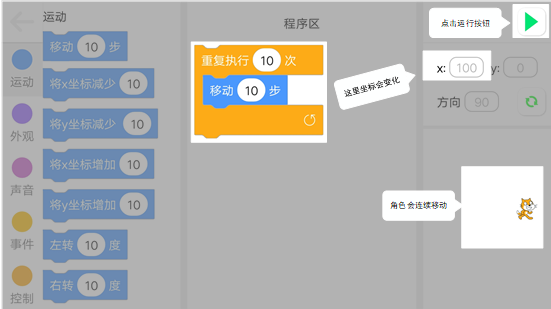 运动
运动
外观
声音
事件
控制
移动 10 步
将x坐标减少 10
将y坐标减少 10
将x坐标增加 10
将y坐标增加 10
左转 10 度
右转 10 度
程序区
重复执行 10 次
移动 10 步
点击运行按钮
这里坐标会变化
x: 100 y: 0
方向 90
角色会连续移动